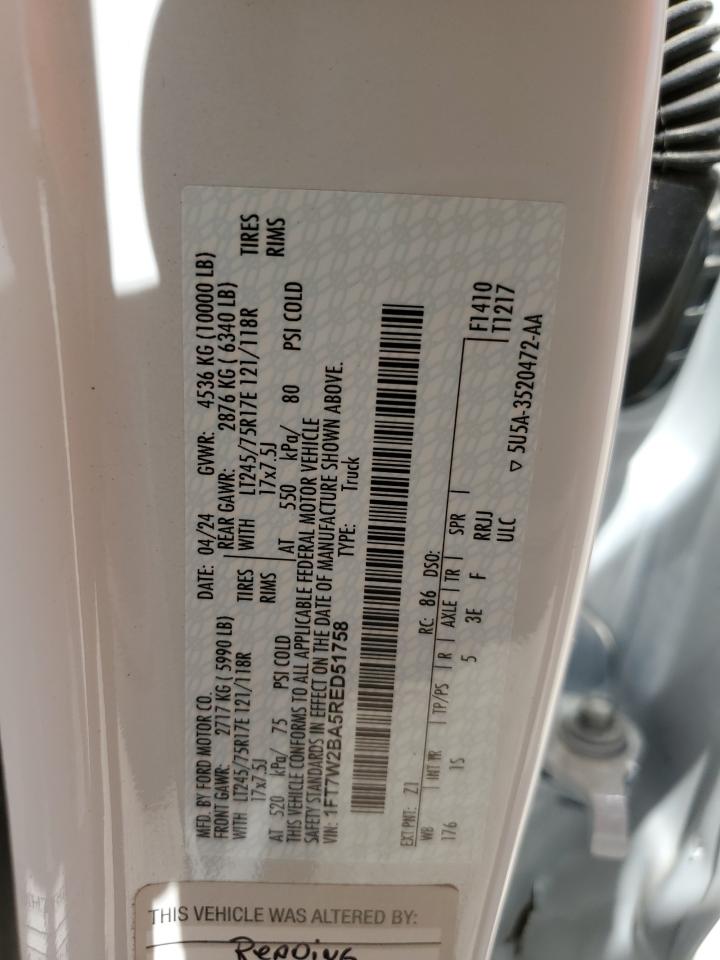 MFD. BY FORD MOTOR CO.
DATE: 04/24 GVWR: 4536 KG (10000 LB)
FRONT GAWR: 2717 KG ( 5990 LB)
REAR GAWR: 2876 KG ( 6340 LB)
WITH LT245/75R17E 121/118R TIRES
WITH LT245/75R17E 121/118R TIRES
17x7.5J RIMS
17x7.5J RIMS
AT 520 kPa/ 75 PSI COLD
AT 550 kPa/ 80 PSI COLD
THIS VEHICLE CONFORMS TO ALL APPLICABLE FEDERAL MOTOR VEHICLE
SAFETY STANDARDS IN EFFECT ON THE DATE OF MANUFACTURE SHOWN ABOVE.
VIN: 1FT7W2BA5RED51758
TYPE: Truck
EXT PNT: Z1 RC: 86 DSO:
WB INT TR TP/PS R AXLE TR SPR
176 1S 5 3E F RRJJ
ULC
F1410
T1217
▽ 5U5A-3520472-AA
THIS VEHICLE WAS ALTERED BY: